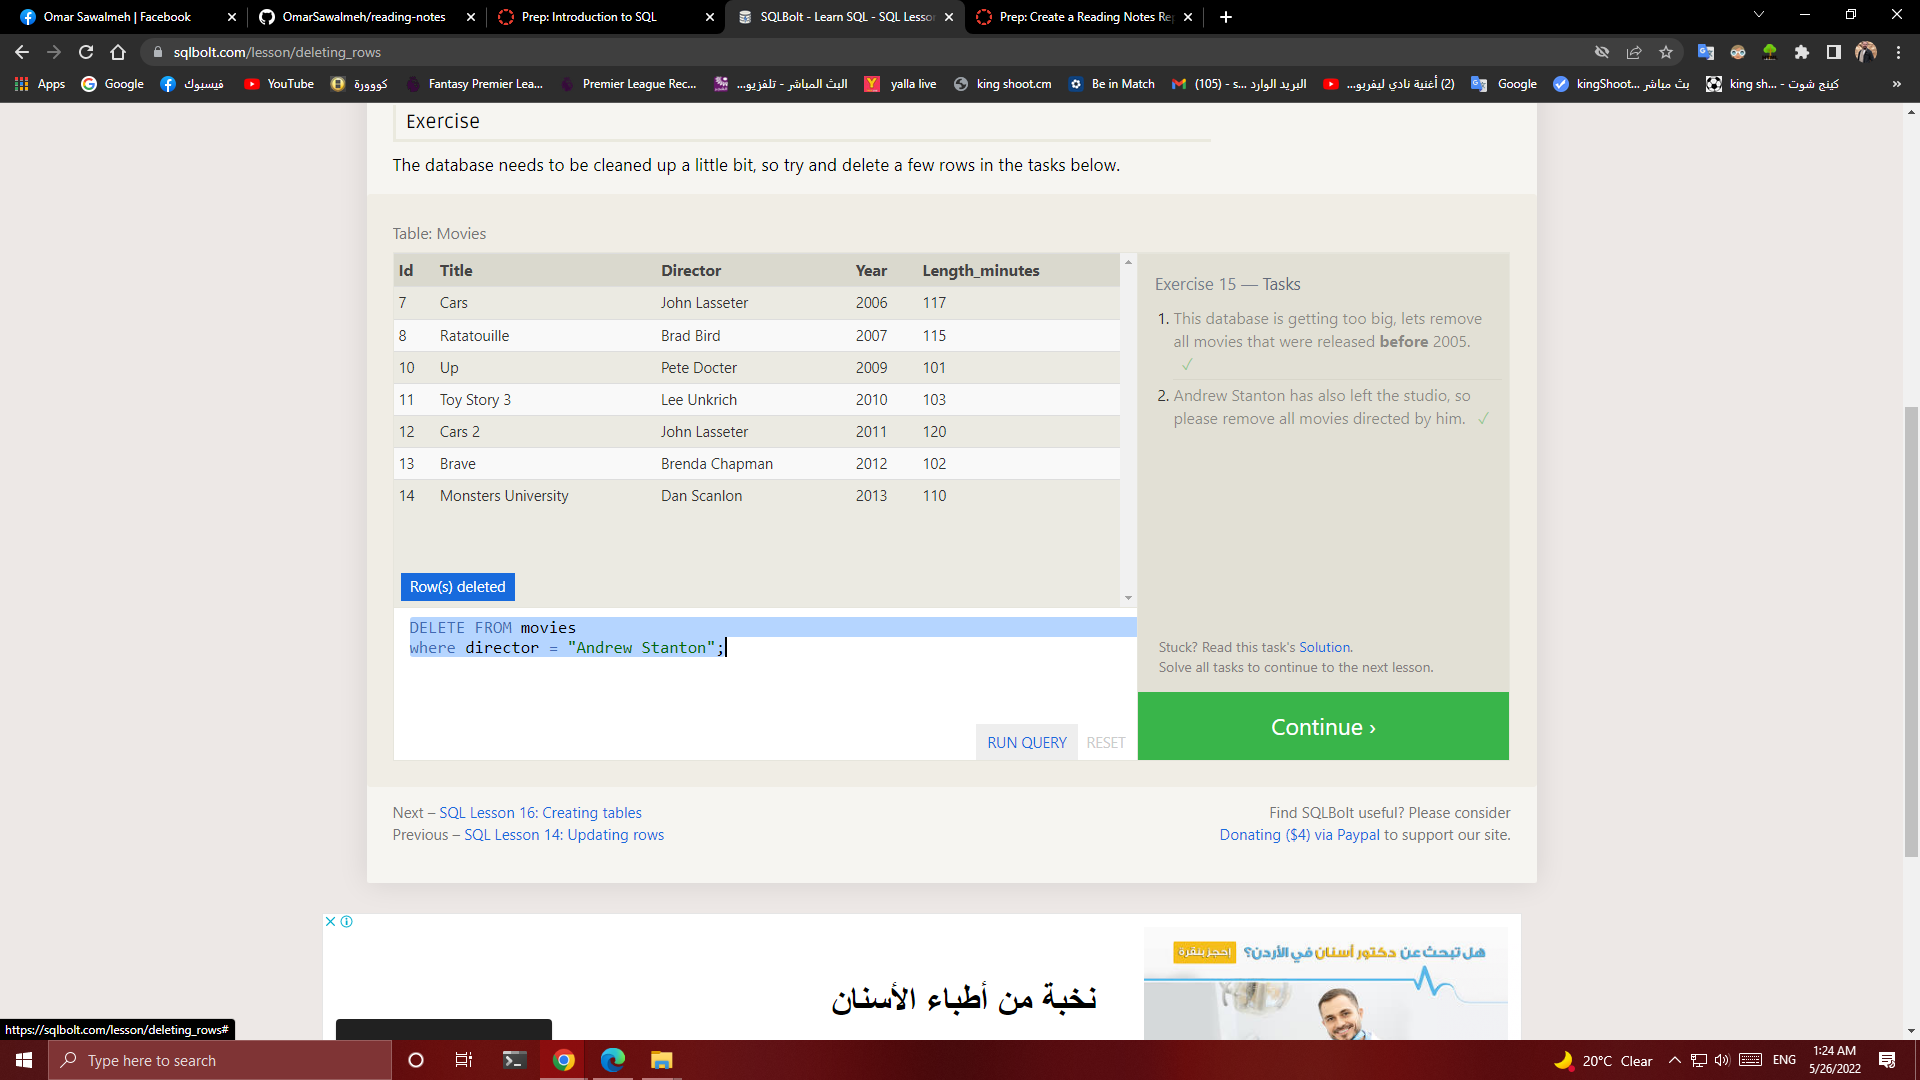 Omar Sawalmeh | Facebook
OmarSawalmeh/reading-notes
Prep: Introduction to SQL
SQLBolt - Learn SQL - SQL Lesson
Prep: Create a Reading Notes Re
sqlbolt.com/lesson/deleting_rows
Apps
Google
فيسبوك
YouTube
كووورة
Fantasy Premier Lea...
Premier League Rec...
البث المباشر - تلفزيو...
yalla live
king shoot.cm
Be in Match
البريد الوارد (105) - s...
(2) أغنية نادي ليفربو...
Google
بث مباشر kingShoot...
كينج شوت - king sh...
»
Exercise
The database needs to be cleaned up a little bit, so try and delete a few rows in the tasks below.
Table: Movies
Id Title Director Year Length_minutes
7 Cars John Lasseter 2006 117
8 Ratatouille Brad Bird 2007 115
10 Up Pete Docter 2009 101
11 Toy Story 3 Lee Unkrich 2010 103
12 Cars 2 John Lasseter 2011 120
13 Brave Brenda Chapman 2012 102
14 Monsters University Dan Scanlon 2013 110
Row(s) deleted
DELETE FROM movies
where director = "Andrew Stanton";
RUN QUERY RESET
Exercise 15 — Tasks
1. This database is getting too big, lets remove
all movies that were released before 2005.
✓
2. Andrew Stanton has also left the studio, so
please remove all movies directed by him. ✓
Stuck? Read this task's Solution.
Solve all tasks to continue to the next lesson.
Continue ›
Next – SQL Lesson 16: Creating tables
Previous – SQL Lesson 14: Updating rows
Find SQLBolt useful? Please consider
Donating ($4) via Paypal to support our site.
هل تبحث عن دكتور أسنان في الأردن؟ إحجز بنقرة
نخبة من أطباء الأسنان
https://sqlbolt.com/lesson/deleting_rows#
Type here to search
20°C Clear
ENG
1:24 AM
5/26/2022